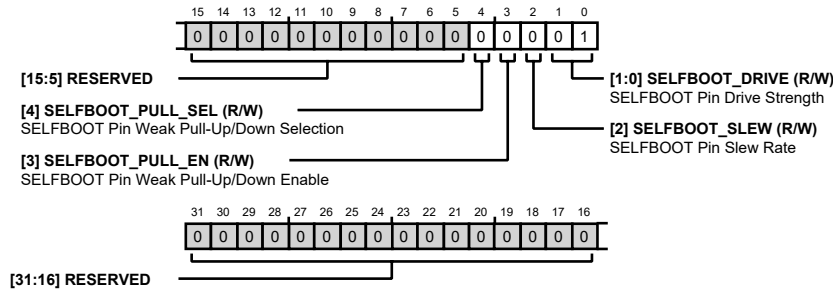 15 14 13 12 11 10 9 8 7 6 5 4 3 2 1 0
0 0 0 0 0 0 0 0 0 0 0 0 0 0 0 1
[15:5] RESERVED
[1:0] SELFBOOT_DRIVE (R/W)
SELFBOOT Pin Drive Strength
[4] SELFBOOT_PULL_SEL (R/W)
SELFBOOT Pin Weak Pull-Up/Down Selection
[2] SELFBOOT_SLEW (R/W)
SELFBOOT Pin Slew Rate
[3] SELFBOOT_PULL_EN (R/W)
SELFBOOT Pin Weak Pull-Up/Down Enable
31 30 29 28 27 26 25 24 23 22 21 20 19 18 17 16
0 0 0 0 0 0 0 0 0 0 0 0 0 0 0 0
[31:16] RESERVED